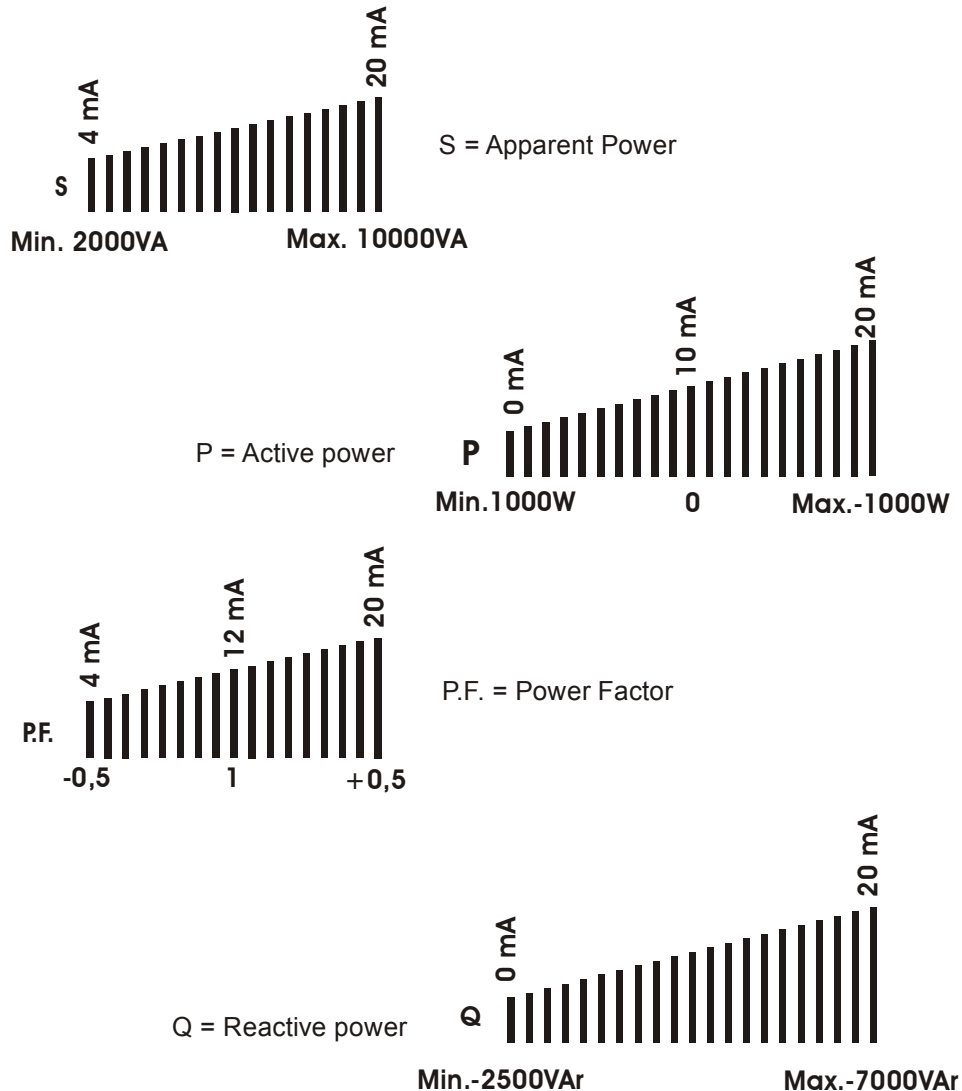 4 mA
20 mA
S
S = Apparent Power
Min. 2000VA
Max. 10000VA
0 mA
10 mA
20 mA
P = Active power
P
Min.1000W
0
Max.-1000W
4 mA
12 mA
20 mA
P.F. = Power Factor
P.F.
-0,5
1
+0,5
0 mA
20 mA
Q = Reactive power
Q
Min.-2500VAr
Max.-7000VAr